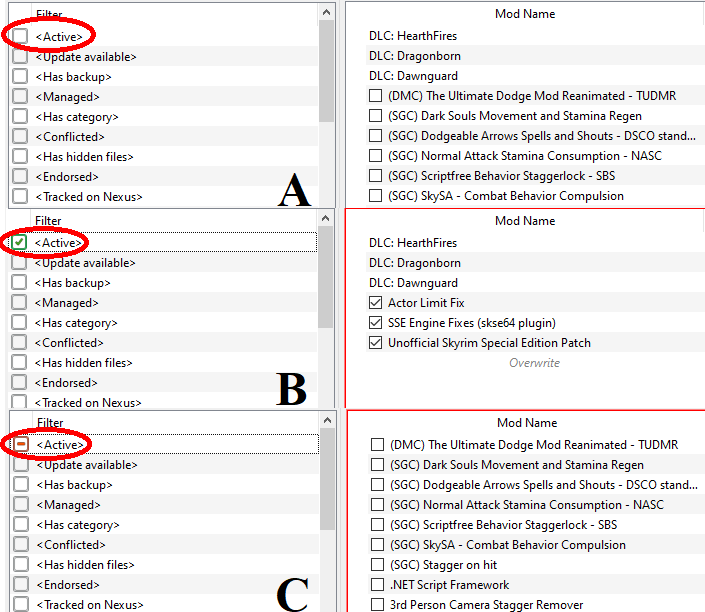 Filter
<Active>
<Update available>
<Has backup>
<Managed>
<Has category>
<Conflicted>
<Has hidden files>
<Endorsed>
<Tracked on Nexus>
A
Mod Name
DLC: HearthFires
DLC: Dragonborn
DLC: Dawnguard
(DMC) The Ultimate Dodge Mod Reanimated - TUDMR
(SGC) Dark Souls Movement and Stamina Regen
(SGC) Dodgeable Arrows Spells and Shouts - DSCO stand...
(SGC) Normal Attack Stamina Consumption - NASC
(SGC) Scriptfree Behavior Staggerlock - SBS
(SGC) SkySA - Combat Behavior Compulsion
Filter
<Active>
<Update available>
<Has backup>
<Managed>
<Has category>
<Conflicted>
<Has hidden files>
<Endorsed>
<Tracked on Nexus>
B
Mod Name
DLC: HearthFires
DLC: Dragonborn
DLC: Dawnguard
Actor Limit Fix
SSE Engine Fixes (skse64 plugin)
Unofficial Skyrim Special Edition Patch
Overwrite
Filter
<Active>
<Update available>
<Has backup>
<Managed>
<Has category>
<Conflicted>
<Has hidden files>
<Endorsed>
<Tracked on Nexus>
C
Mod Name
(DMC) The Ultimate Dodge Mod Reanimated - TUDMR
(SGC) Dark Souls Movement and Stamina Regen
(SGC) Dodgeable Arrows Spells and Shouts - DSCO stand...
(SGC) Normal Attack Stamina Consumption - NASC
(SGC) Scriptfree Behavior Staggerlock - SBS
(SGC) SkySA - Combat Behavior Compulsion
(SGC) Stagger on hit
.NET Script Framework
3rd Person Camera Stagger Remover